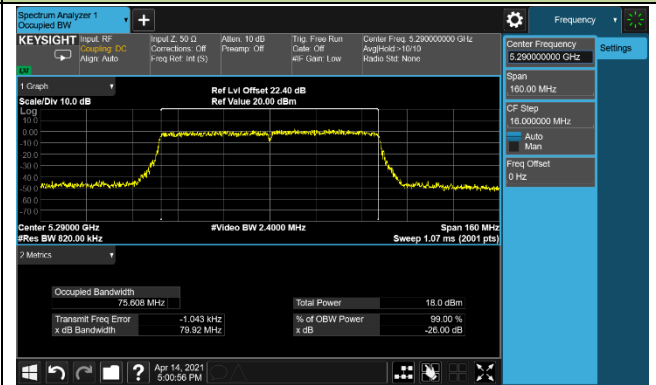 Spectrum Analyzer 1
Occupied BW
Frequency
KEYSIGHT
Input: RF
Coupling: DC
Align: Auto
Input Z: 50 Ω
Corrections: Off
Freq Ref: Int (S)
Atten: 10 dB
Preamp: Off
Trig: Free Run
Gate: Off
#IF Gain: Low
Center Freq: 5.290000000 GHz
Avg|Hold:>10/10
Radio Std: None
Center Frequency
5.290000000 GHz
Settings
Span
160.00 MHz
CF Step
16.000000 MHz
Auto
Man
Freq Offset
0 Hz
1 Graph
Scale/Div 10.0 dB
Ref Lvl Offset 22.40 dB
Ref Value 20.00 dBm
Log
10.0
0.00
-10.0
-20.0
-30.0
-40.0
-50.0
-60.0
-70.0
Center 5.29000 GHz
#Video BW 2.4000 MHz
Span 160 MHz
#Res BW 820.00 kHz
Sweep 1.07 ms (2001 pts)
2 Metrics
Occupied Bandwidth
75.608 MHz
Total Power 18.0 dBm
Transmit Freq Error -1.043 kHz
% of OBW Power 99.00 %
x dB Bandwidth 79.92 MHz
x dB -26.00 dB
Apr 14, 2021
5:00:56 PM